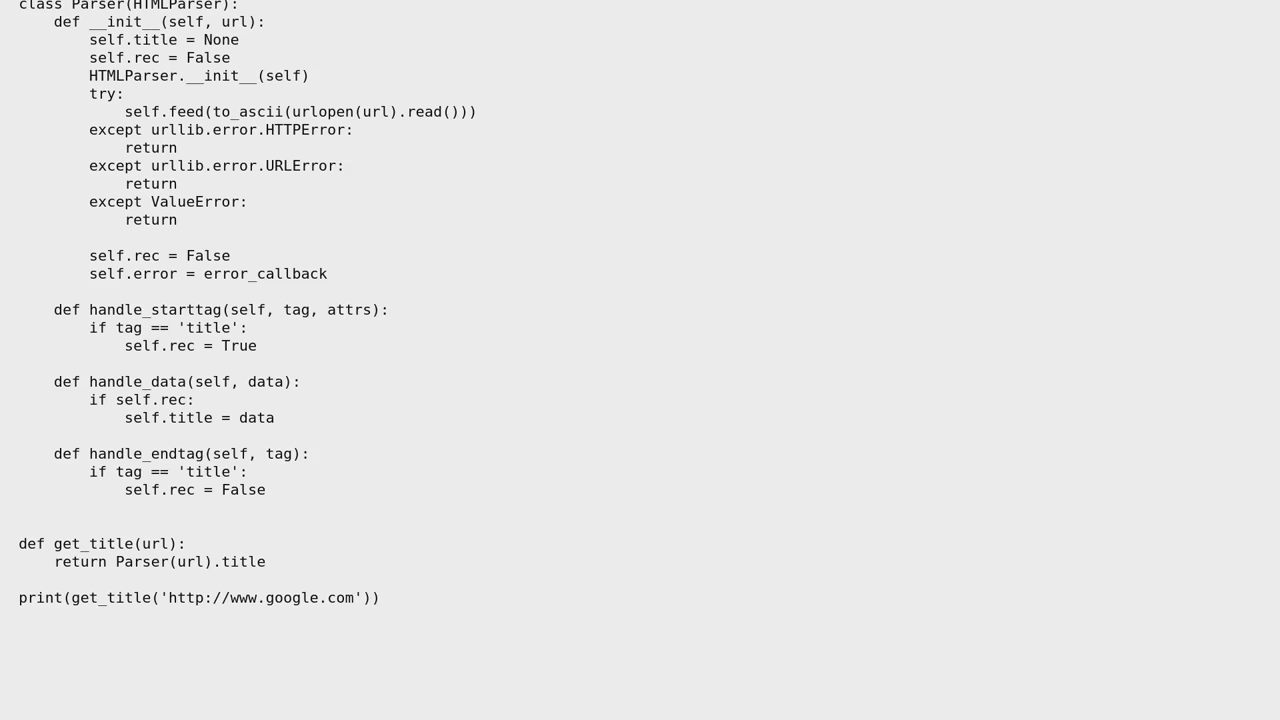 class Parser(HTMLParser):
    def __init__(self, url):
        self.title = None
        self.rec = False
        HTMLParser.__init__(self)
        try:
            self.feed(to_ascii(urlopen(url).read()))
        except urllib.error.HTTPError:
            return
        except urllib.error.URLError:
            return
        except ValueError:
            return

        self.rec = False
        self.error = error_callback

    def handle_starttag(self, tag, attrs):
        if tag == 'title':
            self.rec = True

    def handle_data(self, data):
        if self.rec:
            self.title = data

    def handle_endtag(self, tag):
        if tag == 'title':
            self.rec = False


def get_title(url):
    return Parser(url).title

print(get_title('http://www.google.com'))